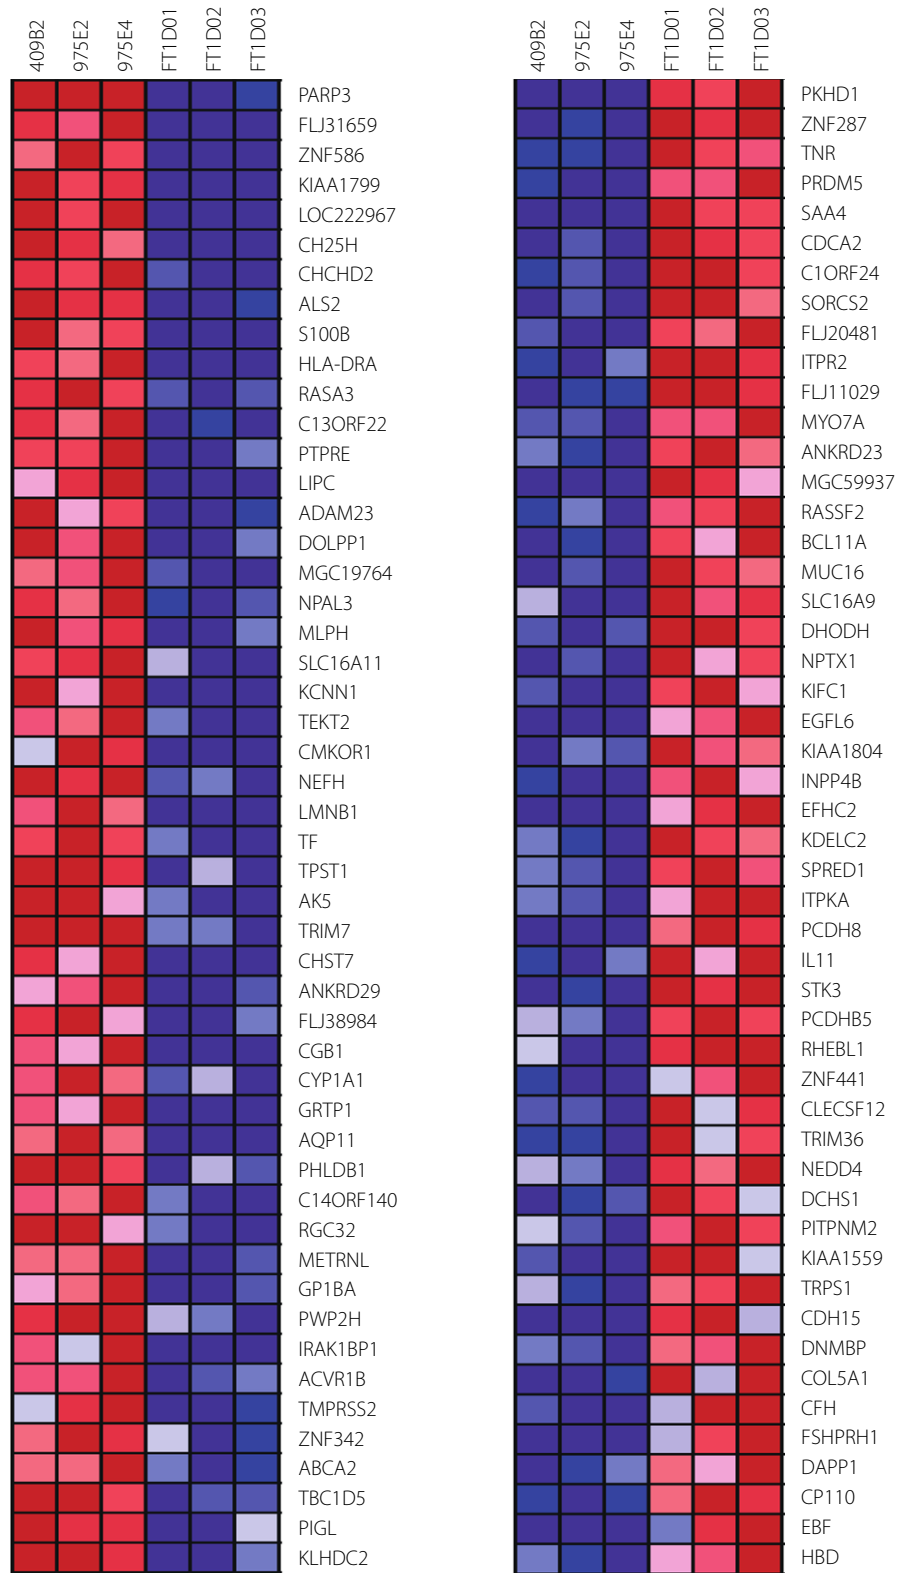 409B2 975E2 975E4 FT1D01 FT1D02 FT1D03
PARP3
FLJ31659
ZNF586
KIAA1799
LOC222967
CH25H
CHCHD2
ALS2
S100B
HLA-DRA
RASA3
C13ORF22
PTPRE
LIPC
ADAM23
DOLPP1
MGC19764
NPAL3
MLPH
SLC16A11
KCNN1
TEKT2
CMKOR1
NEFH
LMNB1
TF
TPST1
AK5
TRIM7
CHST7
ANKRD29
FLJ38984
CGB1
CYP1A1
GRTP1
AQP11
PHLDB1
C14ORF140
RGC32
METRNL
GP1BA
PWP2H
IRAK1BP1
ACVR1B
TMPRSS2
ZNF342
ABCA2
TBC1D5
PIGL
KLHDC2
409B2 975E2 975E4 FT1D01 FT1D02 FT1D03
PKHD1
ZNF287
TNR
PRDM5
SAA4
CDCA2
C1ORF24
SORCS2
FLJ20481
ITPR2
FLJ11029
MYO7A
ANKRD23
MGC59937
RASSF2
BCL11A
MUC16
SLC16A9
DHODH
NPTX1
KIFC1
EGFL6
KIAA1804
INPP4B
EFHC2
KDELC2
SPRED1
ITPKA
PCDH8
IL11
STK3
PCDHB5
RHEBL1
ZNF441
CLECSF12
TRIM36
NEDD4
DCHS1
PITPNM2
KIAA1559
TRPS1
CDH15
DNMBP
COL5A1
CFH
FSHPRH1
DAPP1
CP110
EBF
HBD